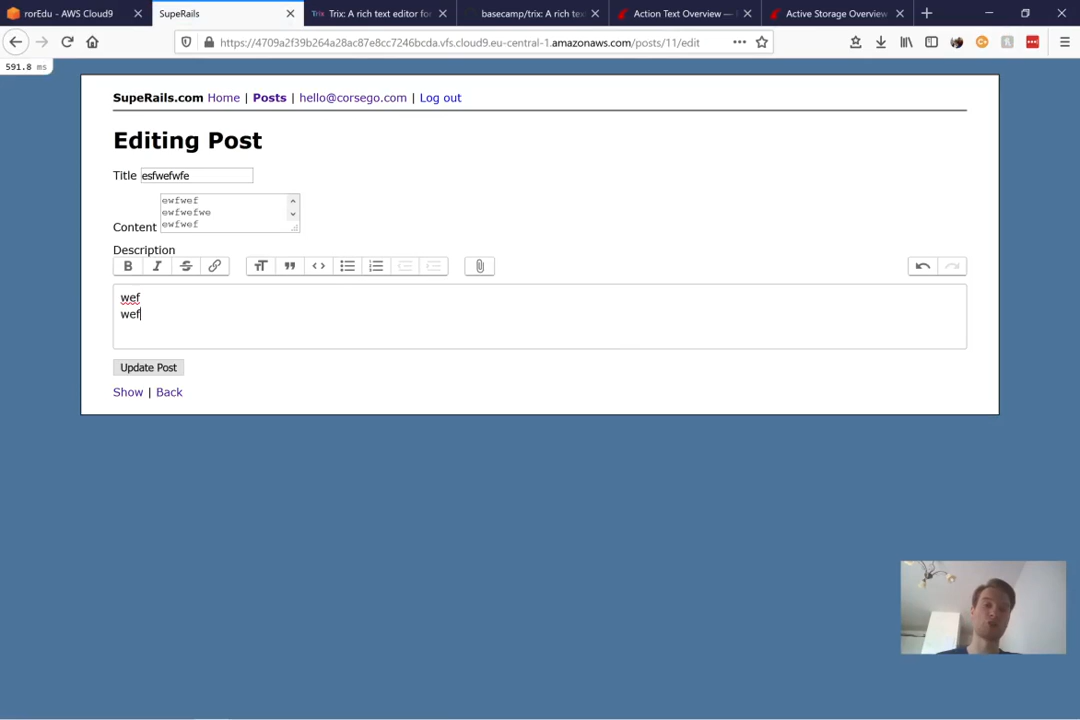 rorEdu - AWS Cloud9
SupeRails
Trix: A rich text editor for
basecamp/trix: A rich tex
Action Text Overview —
Active Storage Overview
https://4709a2f39b264a28ac87e8cc7246bcda.vfs.cloud9.eu-central-1.amazonaws.com/posts/11/edit
591.8 ms
SupeRails.com Home | Posts | hello@corsego.com | Log out
Editing Post
Title esfwefwfe
ewfwef
ewfwefwe
Content ewfwef
Description
B I S
wef
wef
Update Post
Show | Back